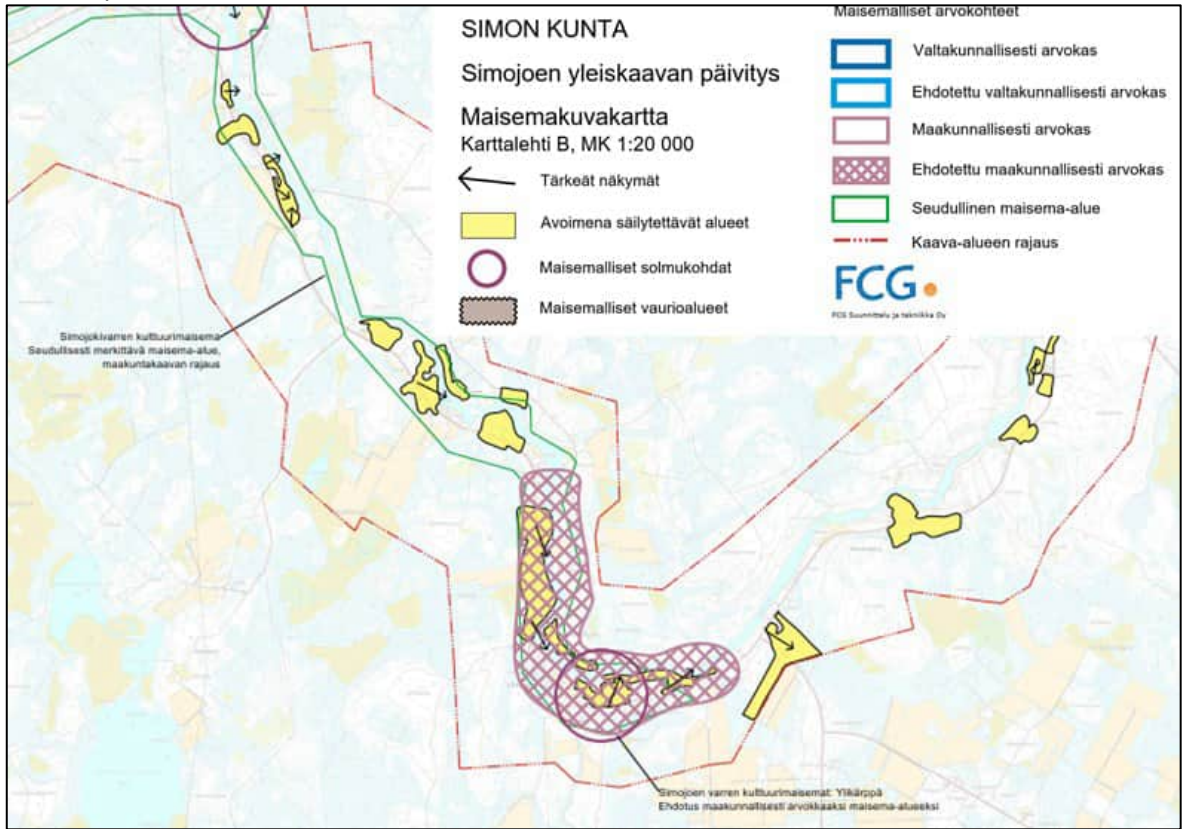 SIMON KUNTA
Simojoen yleiskaavan päivitys
Maisemakuvakartta
Karttalehti B, MK 1:20 000
Tärkeät näkymät
Avoimena säilytettävät alueet
Maisemalliset solmukohdat
Maisemalliset vaurioalueet
Maisemalliset arvokohteet
Valtakunnallisesti arvokas
Ehdotettu valtakunnallisesti arvokas
Maakunnallisesti arvokas
Ehdotettu maakunnallisesti arvokas
Seudullinen maisema-alue
Kaava-alueen rajaus
FCG
FCG Suunnittelu ja tekniikka Oy
Simojokivarren kulttuurimaisema
Seudullisesti merkittävä maisema-alue,
maakuntakaavan rajaus
Simojoen varren kulttuurimaisemat: Ylikärppä
Ehdotus maakunnallisesti arvokkaaksi maisema-alueeksi